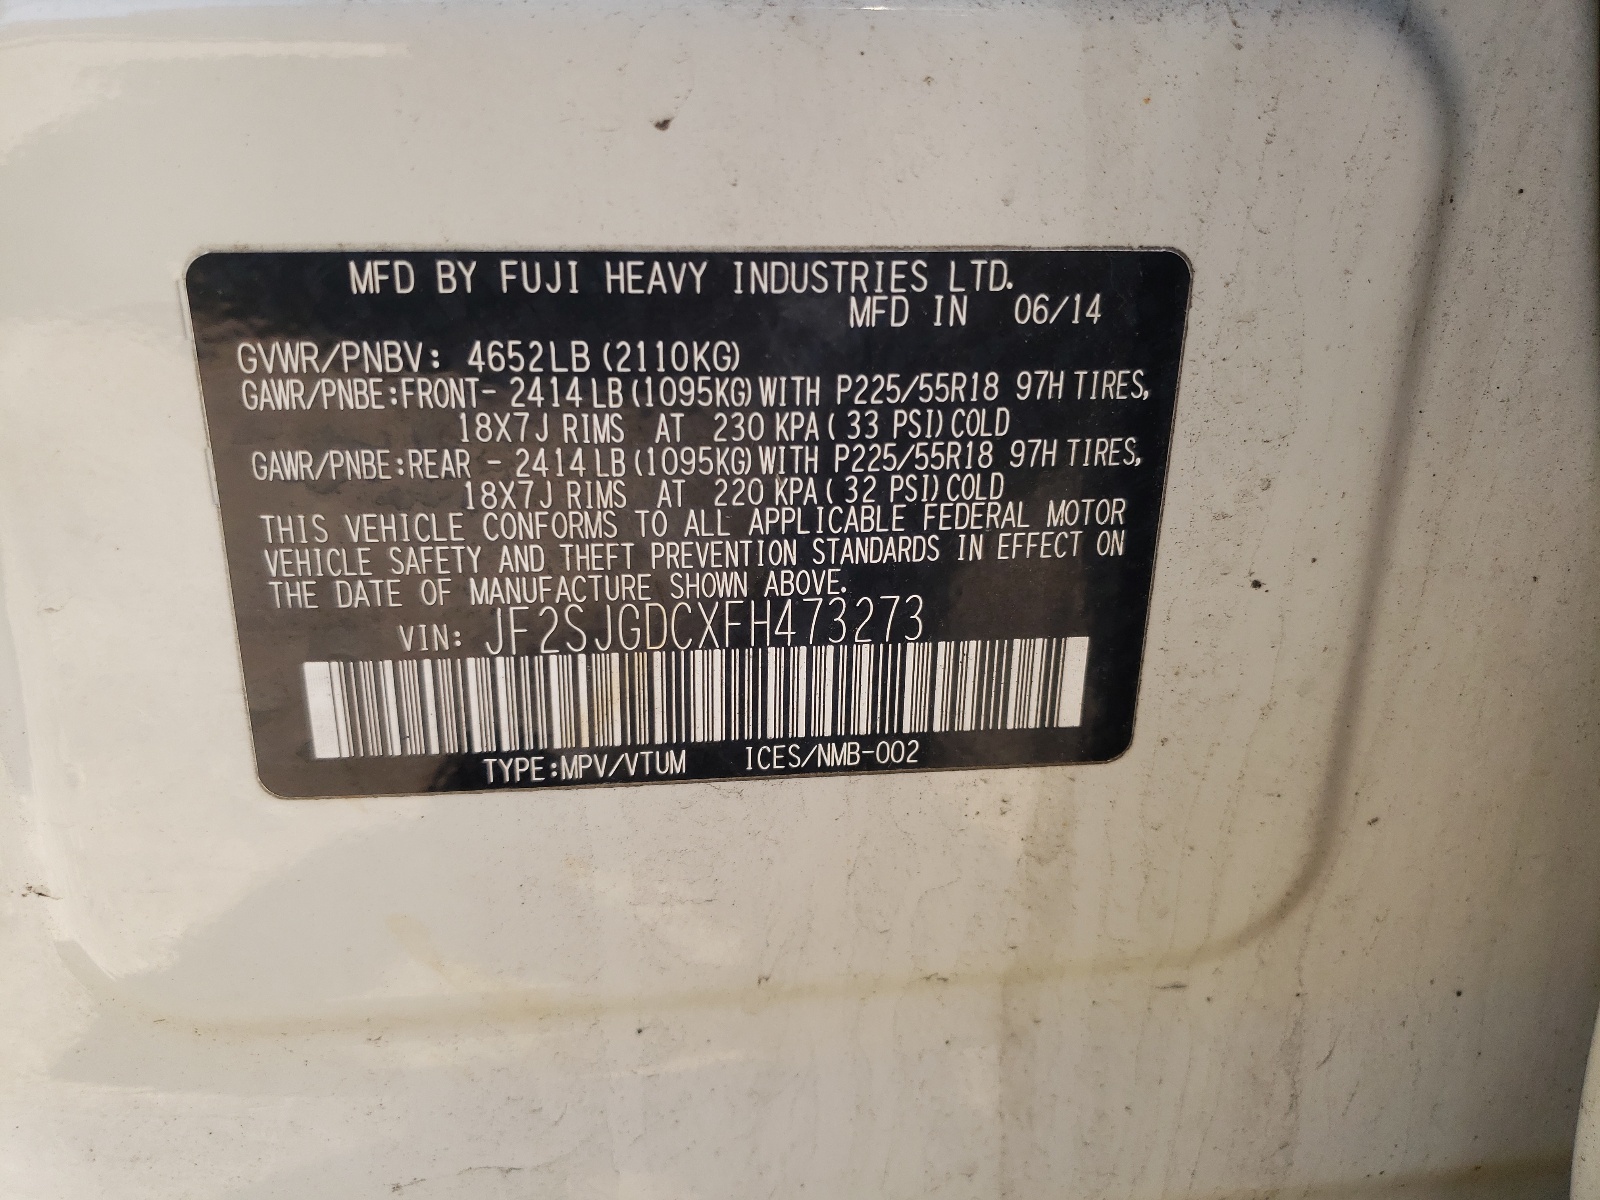 MFD BY FUJI HEAVY INDUSTRIES LTD.
MFD IN 06/14
GVWR/PNBV: 4652LB (2110KG)
GAWR/PNBE:FRONT- 2414LB (1095KG) WITH P225/55R18 97H TIRES,
18X7J RIMS AT 230 KPA( 33 PSI) COLD
GAWR/PNBE:REAR - 2414LB (1095KG) WITH P225/55R18 97H TIRES,
18X7J RIMS AT 220 KPA( 32 PSI) COLD
THIS VEHICLE CONFORMS TO ALL APPLICABLE FEDERAL MOTOR
VEHICLE SAFETY AND THEFT PREVENTION STANDARDS IN EFFECT ON
THE DATE OF MANUFACTURE SHOWN ABOVE.
VIN: JF2SJGDCXFH473273
TYPE:MPV/VTUM ICES/NMB-002